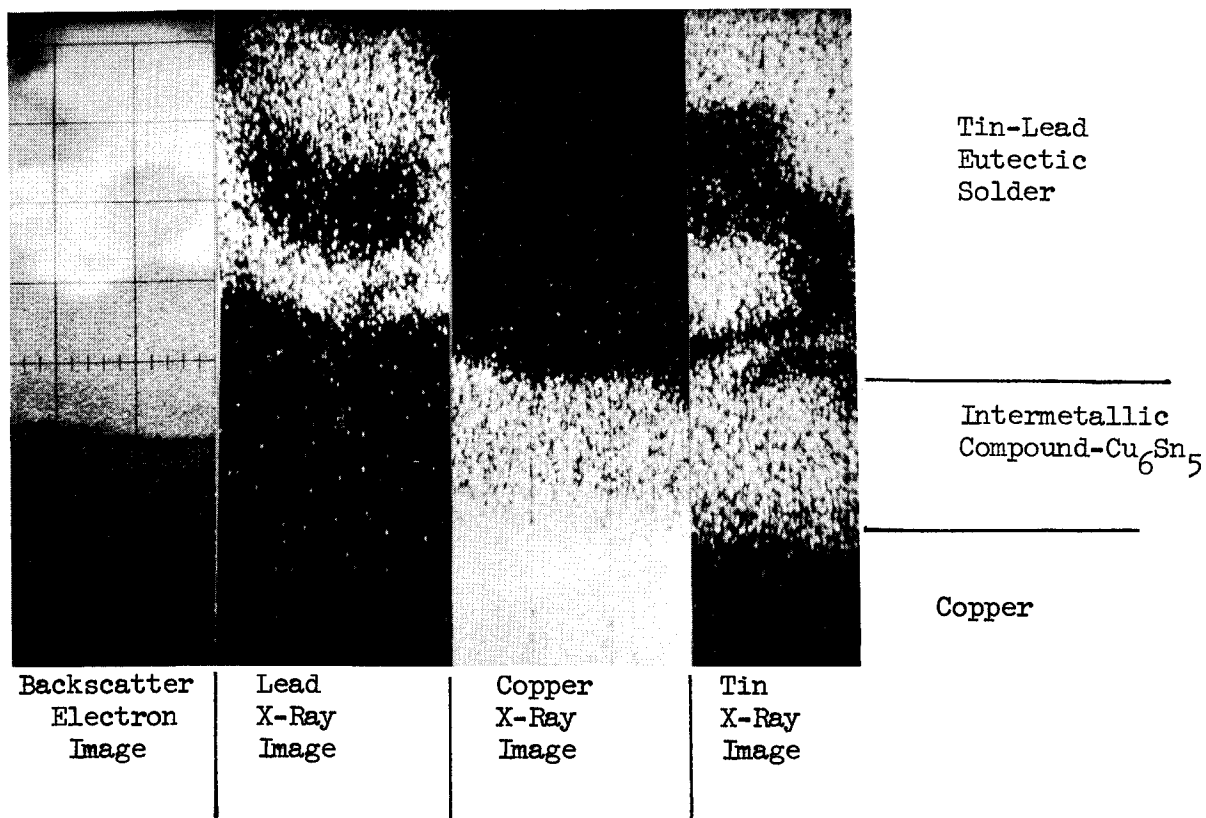 Tin-Lead
Eutectic
Solder
Intermetallic
Compound-Cu6Sn5
Copper
Backscatter
Electron
Image
Lead
X-Ray
Image
Copper
X-Ray
Image
Tin
X-Ray
Image